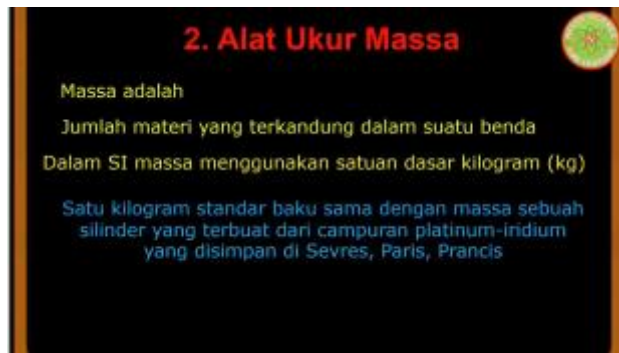 2. Alat Ukur Massa
Massa adalah
Jumlah materi yang terkandung dalam suatu benda
Dalam SI massa menggunakan satuan dasar kilogram (kg)
Satu kilogram standar baku sama dengan massa sebuah
silinder yang terbuat dari campuran platinum-iridium
yang disimpan di Sevres, Paris, Prancis